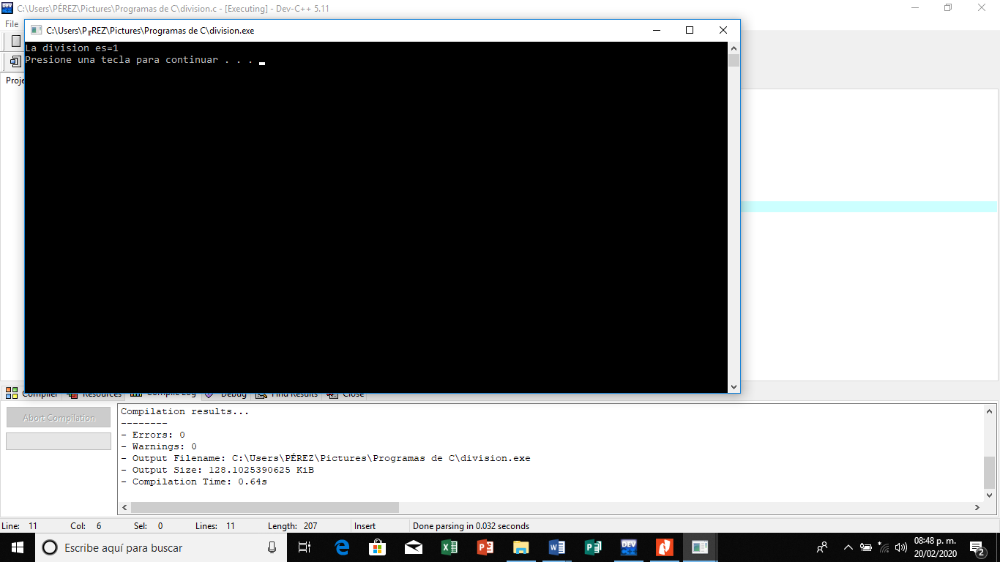 C:\Users\PÉREZ\Pictures\Programas de C\division.c - [Executing] - Dev-C++ 5.11
File
C:\Users\P┌REZ\Pictures\Programas de C\division.exe
La division es=1
Presione una tecla para continuar . . .
Proje
Compiler Resources Compile Log Debug Find Results Close
Abort Compilation
Compilation results...
--------
- Errors: 0
- Warnings: 0
- Output Filename: C:\Users\PÉREZ\Pictures\Programas de C\division.exe
- Output Size: 128.1025390625 KiB
- Compilation Time: 0.64s
Line: 11 Col: 6 Sel: 0 Lines: 11 Length: 207 Insert Done parsing in 0.032 seconds
Escribe aquí para buscar
08:48 p. m.
20/02/2020
2